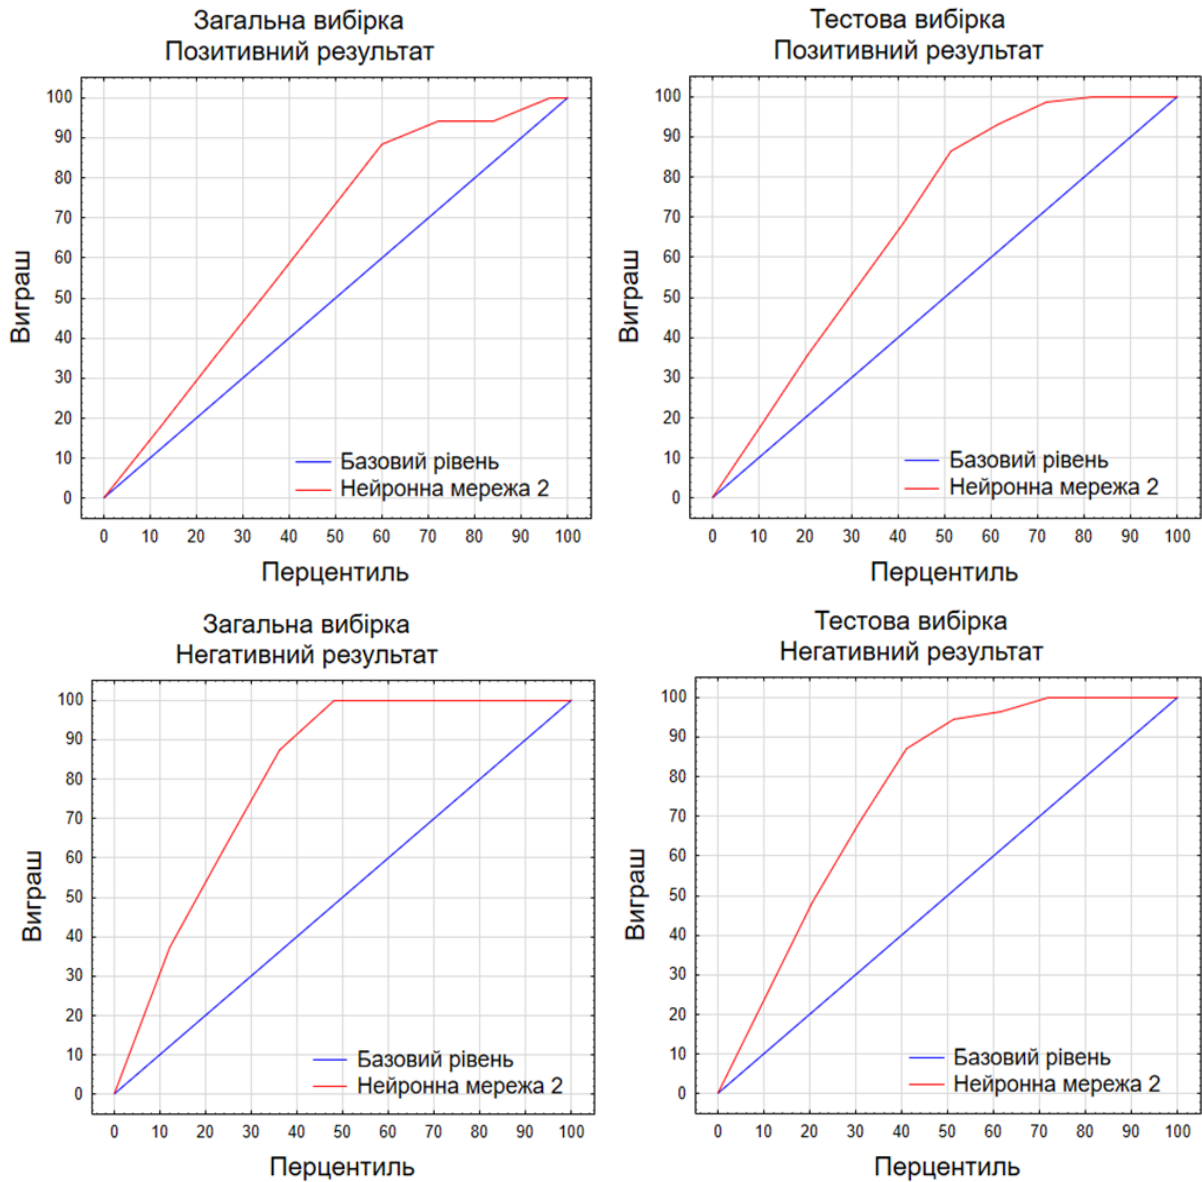 Загальна вибірка
Позитивний результат
100
90
80
70
60
50
40
30
20
10
0
Виграш
Базовий рівень
Нейронна мережа 2
0 10 20 30 40 50 60 70 80 90 100
Перцентиль
Тестова вибірка
Позитивний результат
100
90
80
70
60
50
40
30
20
10
0
Виграш
Базовий рівень
Нейронна мережа 2
0 10 20 30 40 50 60 70 80 90 100
Перцентиль
Загальна вибірка
Негативний результат
100
90
80
70
60
50
40
30
20
10
0
Виграш
Базовий рівень
Нейронна мережа 2
0 10 20 30 40 50 60 70 80 90 100
Перцентиль
Тестова вибірка
Негативний результат
100
90
80
70
60
50
40
30
20
10
0
Виграш
Базовий рівень
Нейронна мережа 2
0 10 20 30 40 50 60 70 80 90 100
Перцентиль